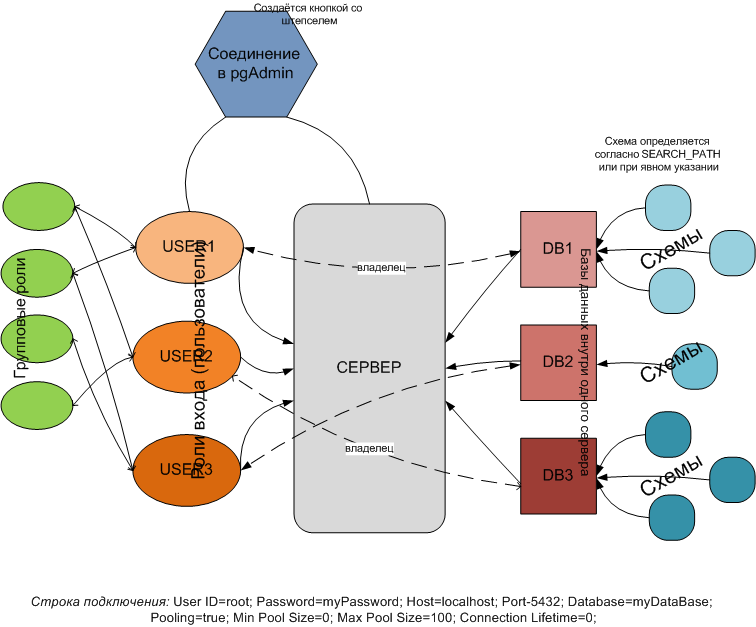 Создаётся кнопкой со
штепселем
Соединение
в pgAdmin
Схема определяется
согласно SEARCH_PATH
или при явном указании
Групповые роли
Роли входа (пользователи)
USER1
USER2
USER3
владелец
владелец
СЕРВЕР
DB1
DB2
DB3
Базы данных внутри одного сервера
Схемы
Схемы
Схемы
Строка подключения: User ID=root; Password=myPassword; Host=localhost; Port-5432; Database=myDataBase;
Pooling=true; Min Pool Size=0; Max Pool Size=100; Connection Lifetime=0;